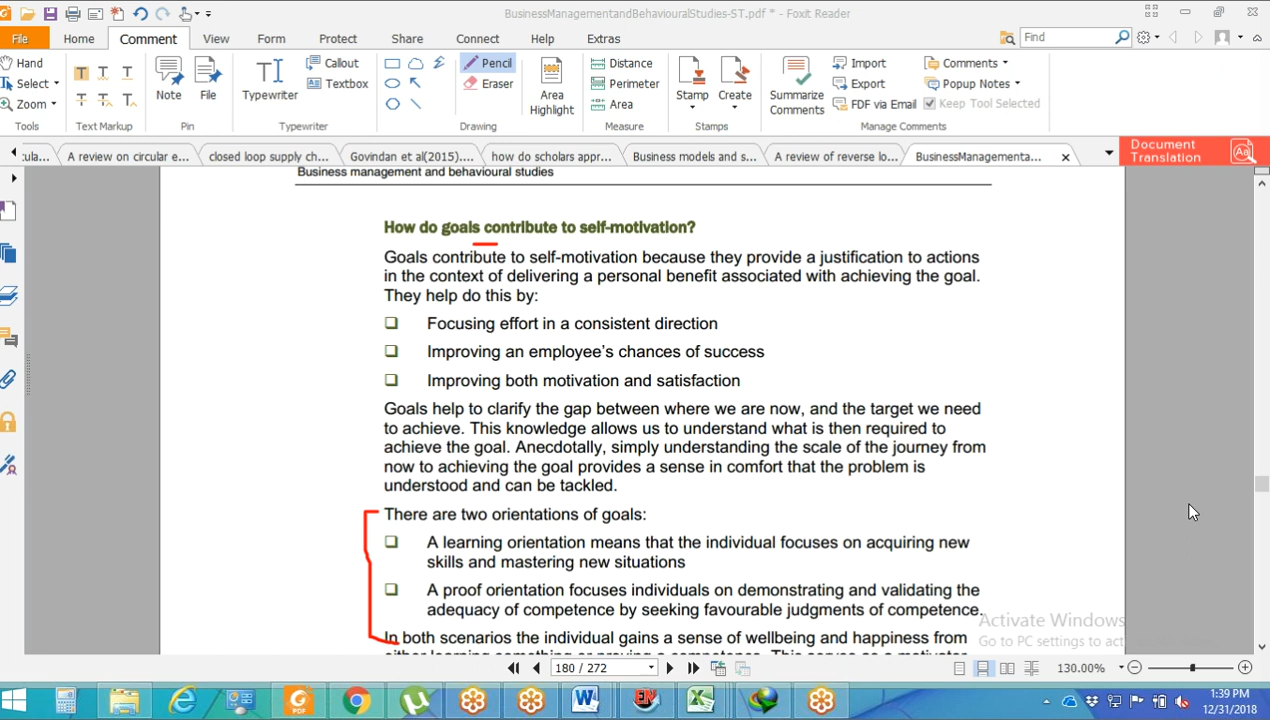 BusinessManagementandBehaviouralStudies-ST.pdf * - Foxit Reader
File Home Comment View Form Protect Share Connect Help Extras Find
Hand
Select
Zoom
Tools
T T T
T T T
Text Markup
Note
File
Pin
Typewriter
Callout
Textbox
Typewriter
Pencil
Eraser
Area
Highlight
Drawing
Distance
Perimeter
Area
Measure
Stamp
Create
Stamps
Summarize
Comments
Import
Export
FDF via Email
Comments
Popup Notes
Keep Tool Selected
Manage Comments
cula... A review on circular e... closed loop supply ch... Govindan et al(2015).... how do scholars appr... Business models and s... A review of reverse lo... BusinessManagementa...
Document
Translation
Business management and behavioural studies
How do goals contribute to self-motivation?
Goals contribute to self-motivation because they provide a justification to actions
in the context of delivering a personal benefit associated with achieving the goal.
They help do this by:
Focusing effort in a consistent direction
Improving an employee's chances of success
Improving both motivation and satisfaction
Goals help to clarify the gap between where we are now, and the target we need
to achieve. This knowledge allows us to understand what is then required to
achieve the goal. Anecdotally, simply understanding the scale of the journey from
now to achieving the goal provides a sense in comfort that the problem is
understood and can be tackled.
There are two orientations of goals:
A learning orientation means that the individual focuses on acquiring new
skills and mastering new situations
A proof orientation focuses individuals on demonstrating and validating the
adequacy of competence by seeking favourable judgments of competence.
In both scenarios the individual gains a sense of wellbeing and happiness from
Activate Windows
Go to PC settings to act
180 / 272
130.00%
PDF
W
EN
X
1:39 PM
12/31/2018